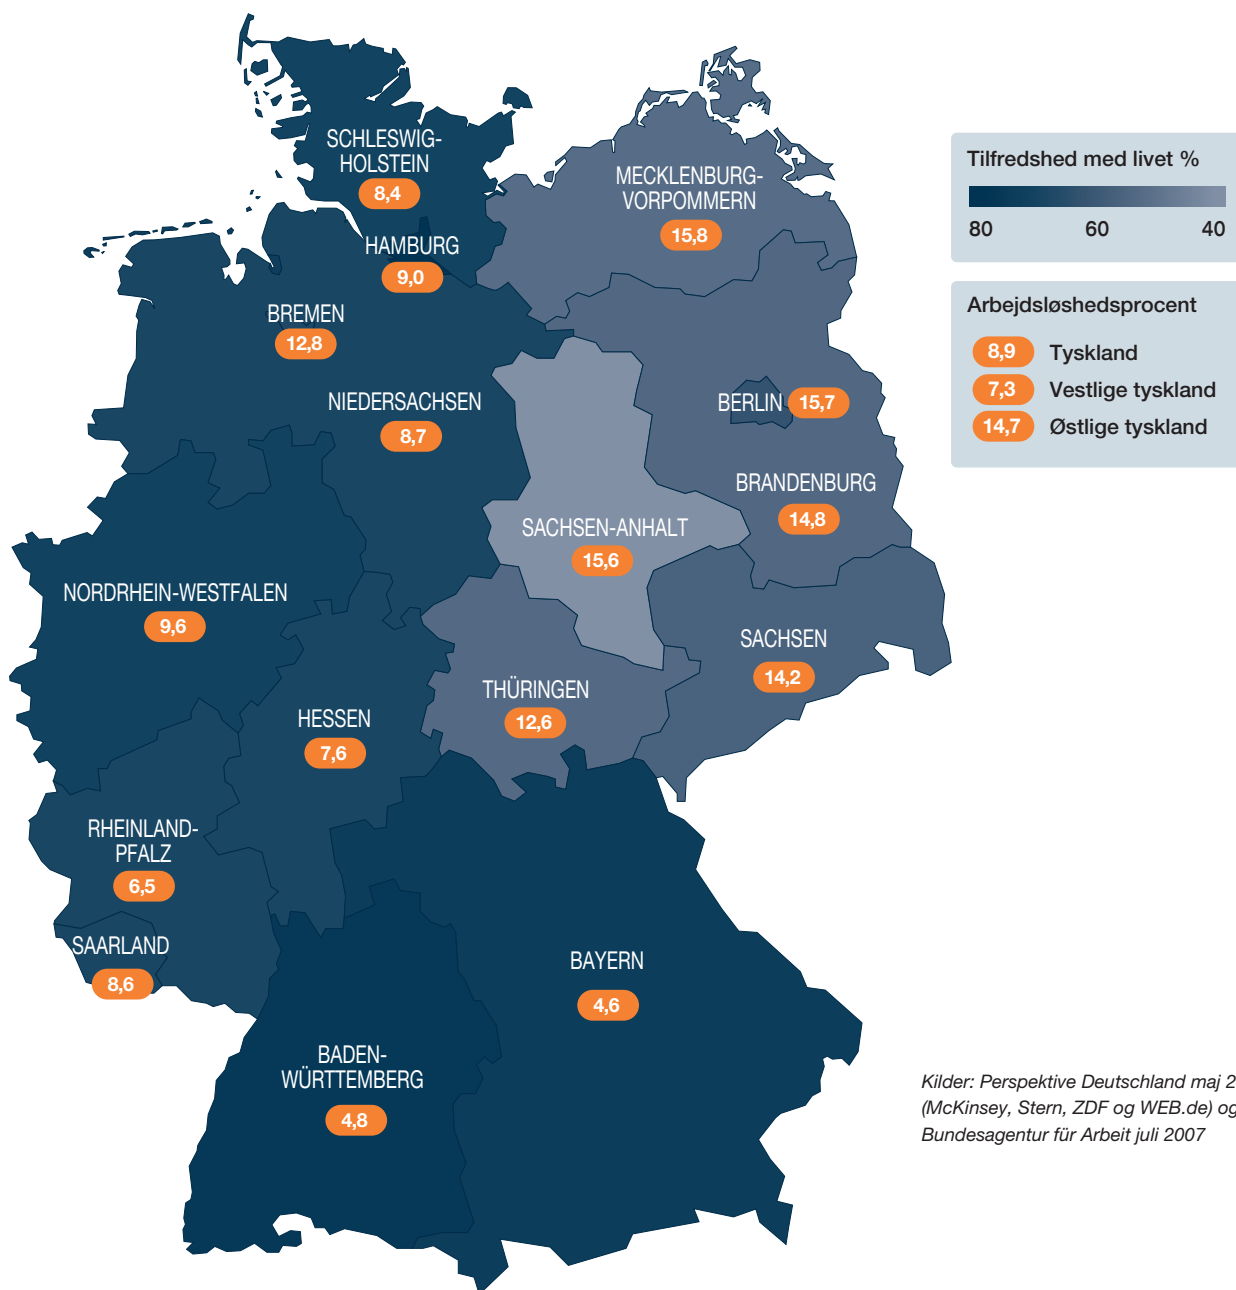 SCHLESWIG-
HOLSTEIN
8,4
HAMBURG
9,0
BREMEN
12,8
NIEDERSACHSEN
8,7
MECKLENBURG-
VORPOMMERN
15,8
BERLIN 15,7
BRANDENBURG
14,8
SACHSEN-ANHALT
15,6
NORDRHEIN-WESTFALEN
9,6
SACHSEN
14,2
THÜRINGEN
12,6
HESSEN
7,6
RHEINLAND-
PFALZ
6,5
SAARLAND
8,6
BAYERN
4,6
BADEN-
WÜRTTEMBERG
4,8
Tilfredshed med livet %
80 60 40
Arbejdsløshedsprocent
8,9 Tyskland
7,3 Vestlige tyskland
14,7 Østlige tyskland
Kilder: Perspektive Deutschland maj 2
(McKinsey, Stern, ZDF og WEB.de) og
Bundesagentur für Arbeit juli 2007